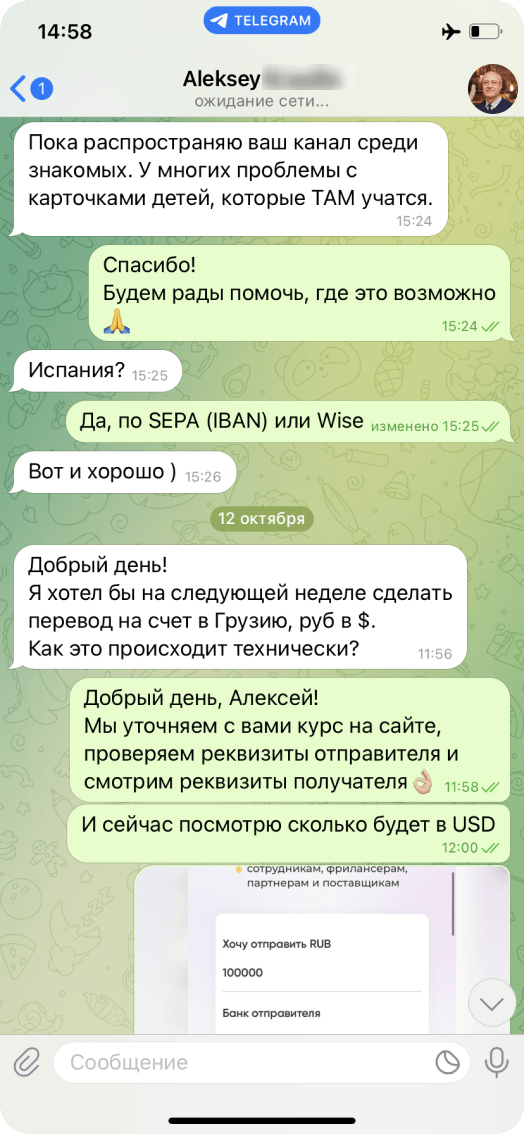 14:58
TELEGRAM
1
Aleksey
ожидание сети...
Пока распространяю ваш канал среди
знакомых. У многих проблемы с
карточками детей, которые ТАМ учатся.
15:24
Спасибо!
Будем рады помочь, где это возможно
🙏
15:24
Испания? 15:25
Да, по SEPA (IBAN) или Wise изменено 15:25
Вот и хорошо ) 15:26
12 октября
Добрый день!
Я хотел бы на следующей неделе сделать
перевод на счет в Грузию, руб в $.
Как это происходит технически? 11:56
Добрый день, Алексей!
Мы уточняем с вами курс на сайте,
проверяем реквизиты отправителя и
смотрим реквизиты получателя👌🏻 11:58
И сейчас посмотрю сколько будет в USD
12:00
сотрудникам, фрилансерам,
партнерам и поставщикам
Хочу отправить RUB
100000
Банк отправителя
Сообщение